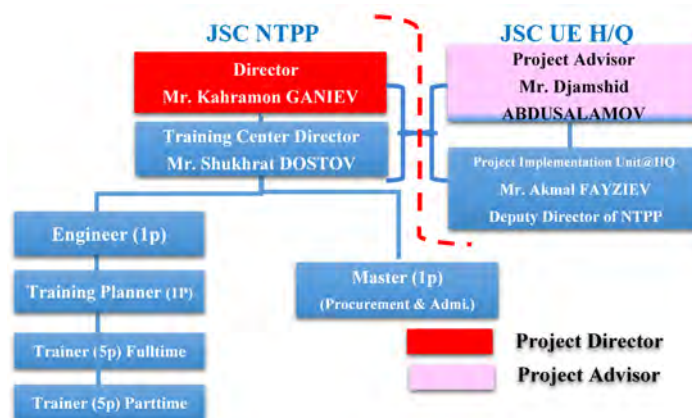 JSC NTPP
JSC UE H/Q
Director
Mr. Kahramon GANIEV
Project Advisor
Mr. Djamshid
ABDUSALAMOV
Training Center Director
Mr. Shukhrat DOSTOV
Project Implementation Unit@HQ
Mr. Akmal FAYZIEV
Deputy Director of NTPP
Engineer (1p)
Training Planner (1P)
Trainer (5p) Fulltime
Trainer (5p) Parttime
Master (1p)
(Procurement & Admi.)
Project Director
Project Advisor